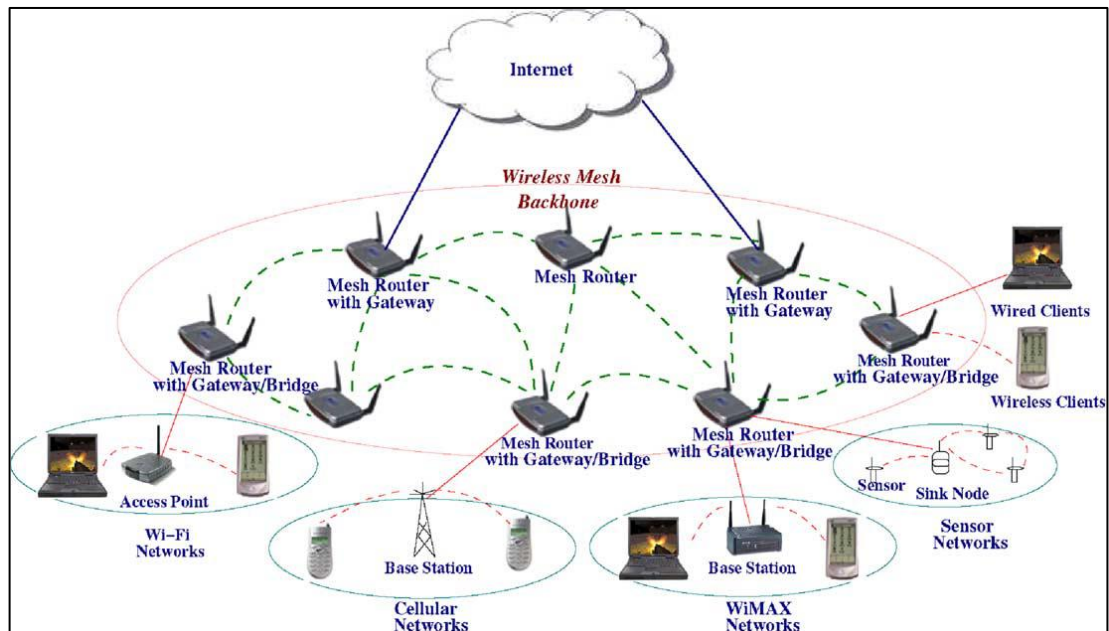 Internet
Wireless Mesh
Backbone
Mesh Router
with Gateway
Mesh Router
Mesh Router
with Gateway
Wired Clients
Mesh Router
with Gateway/Bridge
Mesh Router
with Gateway/Bridge
Wireless Clients
Mesh Router
with Gateway/Bridge
Mesh Router
with Gateway/Bridge
Access Point
Wi-Fi
Networks
Sensor
Sink Node
Sensor
Networks
Base Station
Cellular
Networks
Base Station
WiMAX
Networks